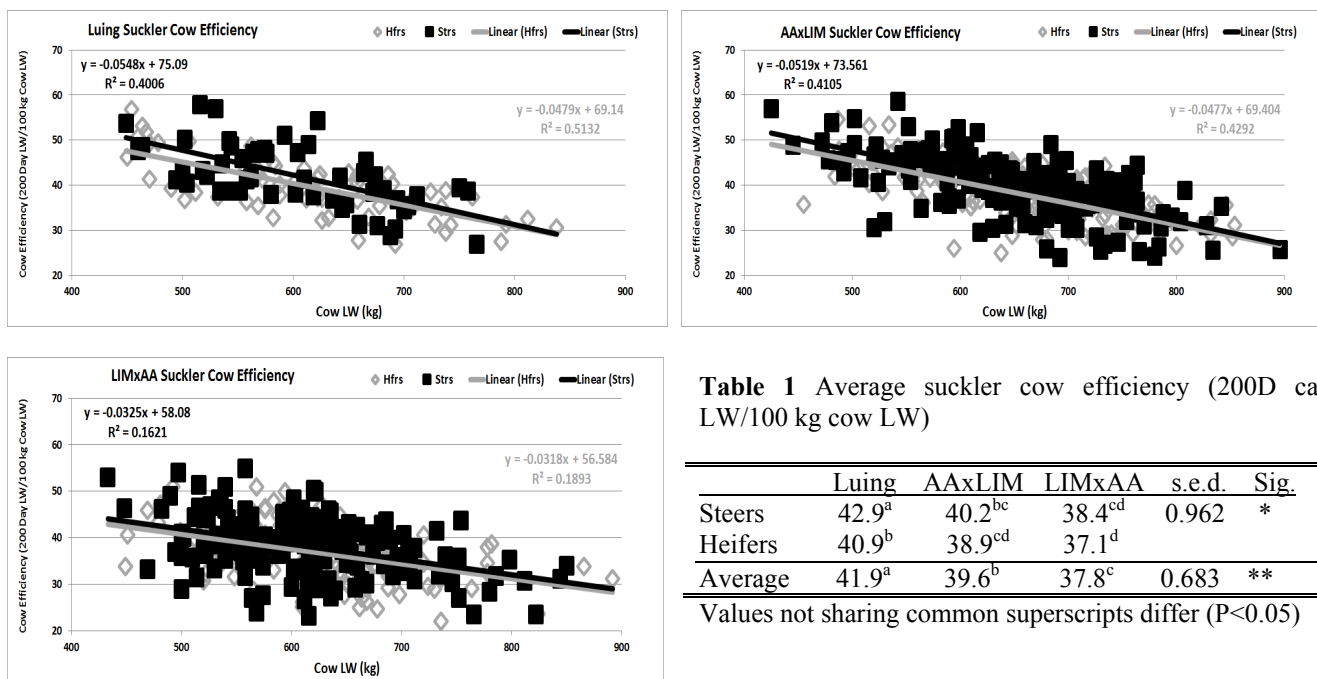 Luing Suckler Cow Efficiency
Hfrs Strs Linear (Hfrs) Linear (Strs)
y = -0.0548x + 75.09
R² = 0.4006
y = -0.0479x + 69.14
R² = 0.5132
Cow Efficiency (200 Day LW/100 kg Cow LW)
70
60
50
40
30
20
400 500 600 700 800 900
Cow LW (kg)
AAxLIM Suckler Cow Efficiency
Hfrs Strs Linear (Hfrs) Linear (Strs)
y = -0.0519x + 73.561
R² = 0.4105
y = -0.0477x + 69.404
R² = 0.4292
Cow Efficiency (200 Day LW/100 kg Cow LW)
70
60
50
40
30
20
400 500 600 700 800 900
Cow LW (kg)
LIMxAA Suckler Cow Efficiency
Hfrs Strs Linear (Hfrs) Linear (Strs)
y = -0.0325x + 58.08
R² = 0.1621
y = -0.0318x + 56.584
R² = 0.1893
Cow Efficiency (200 Day LW/100 kg Cow LW)
70
60
50
40
30
20
400 500 600 700 800 900
Cow LW (kg)
Table 1 Average suckler cow efficiency (200D ca
LW/100 kg cow LW)
Luing AAxLIM LIMxAA s.e.d. Sig.
Steers 42.9ᵃ 40.2ᵇᶜ 38.4ᶜᵈ 0.962 *
Heifers 40.9ᵇ 38.9ᶜᵈ 37.1ᵈ
Average 41.9ᵃ 39.6ᵇ 37.8ᶜ 0.683 **
Values not sharing common superscripts differ (P<0.05)